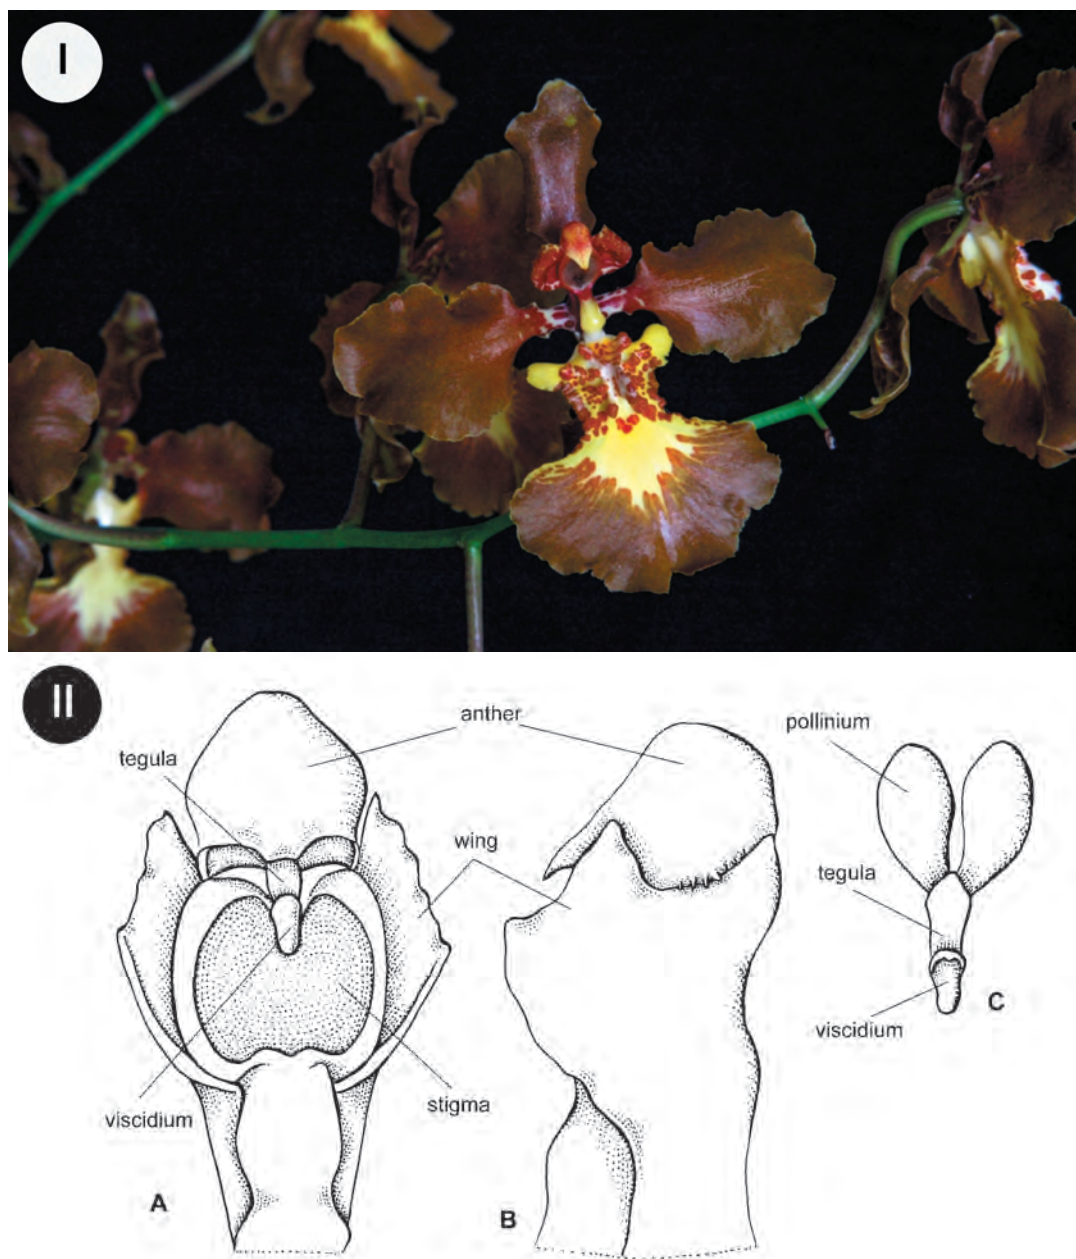 I
II
anther
pollinium
tegula
wing
tegula
viscidium
stigma
viscidium
A
B
C